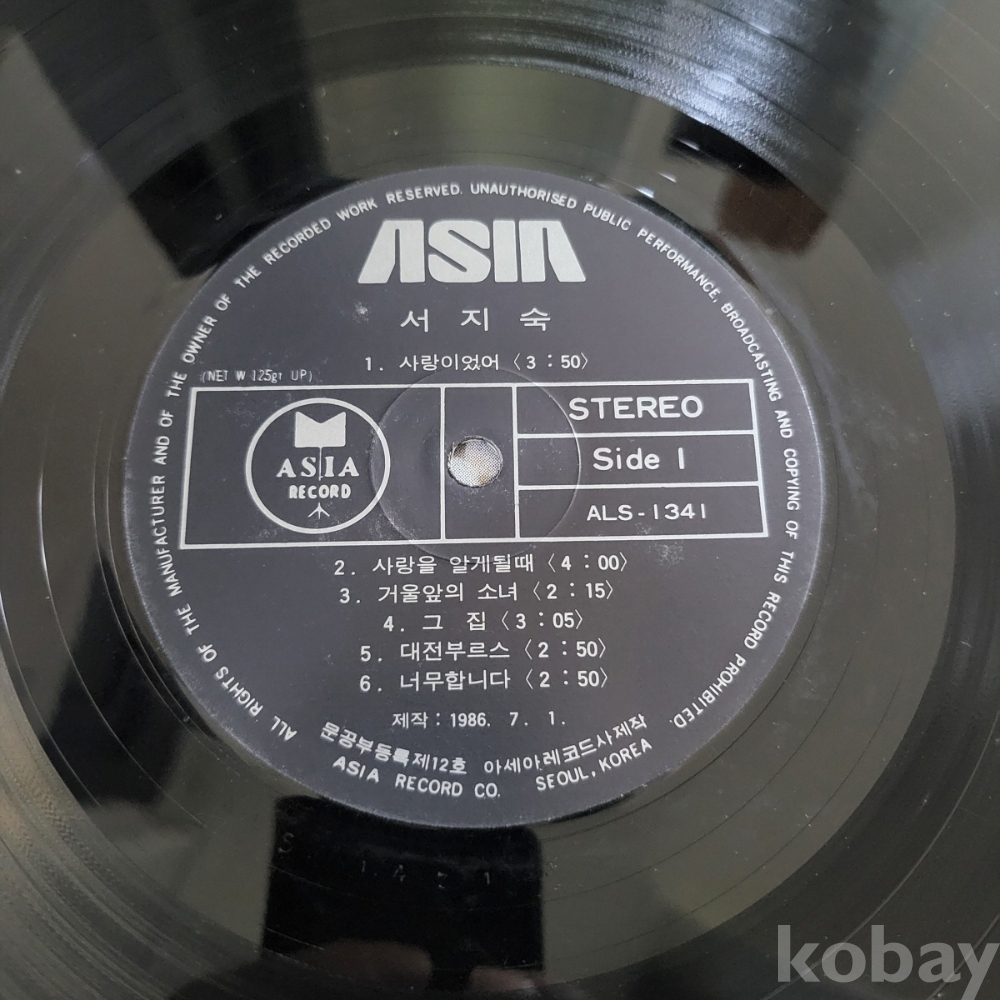 ALL RIGHTS OF THE MANUFACTURER AND OF THE OWNER OF THE RECORDED WORK RESERVED. UNAUTHORISED PUBLIC PERFORMANCE, BROADCASTING AND COPYING OF THIS RECORD PROHIBITED.
ASIA
서 지 숙
1. 사랑이었어 〈3 : 50〉
(NET W 125gr UP)
ASIA
RECORD
STEREO
Side 1
ALS-1341
2. 사랑을 알게될때 〈4 : 00〉
3. 거울앞의 소녀 〈2 : 15〉
4. 그 집 〈3 : 05〉
5. 대전부르스 〈2 : 50〉
6. 너무합니다 〈2 : 50〉
제작 : 1986. 7. 1.
문공부등록제12호 아세아레코드사제작
ASIA RECORD CO. SEOUL, KOREA
kobay